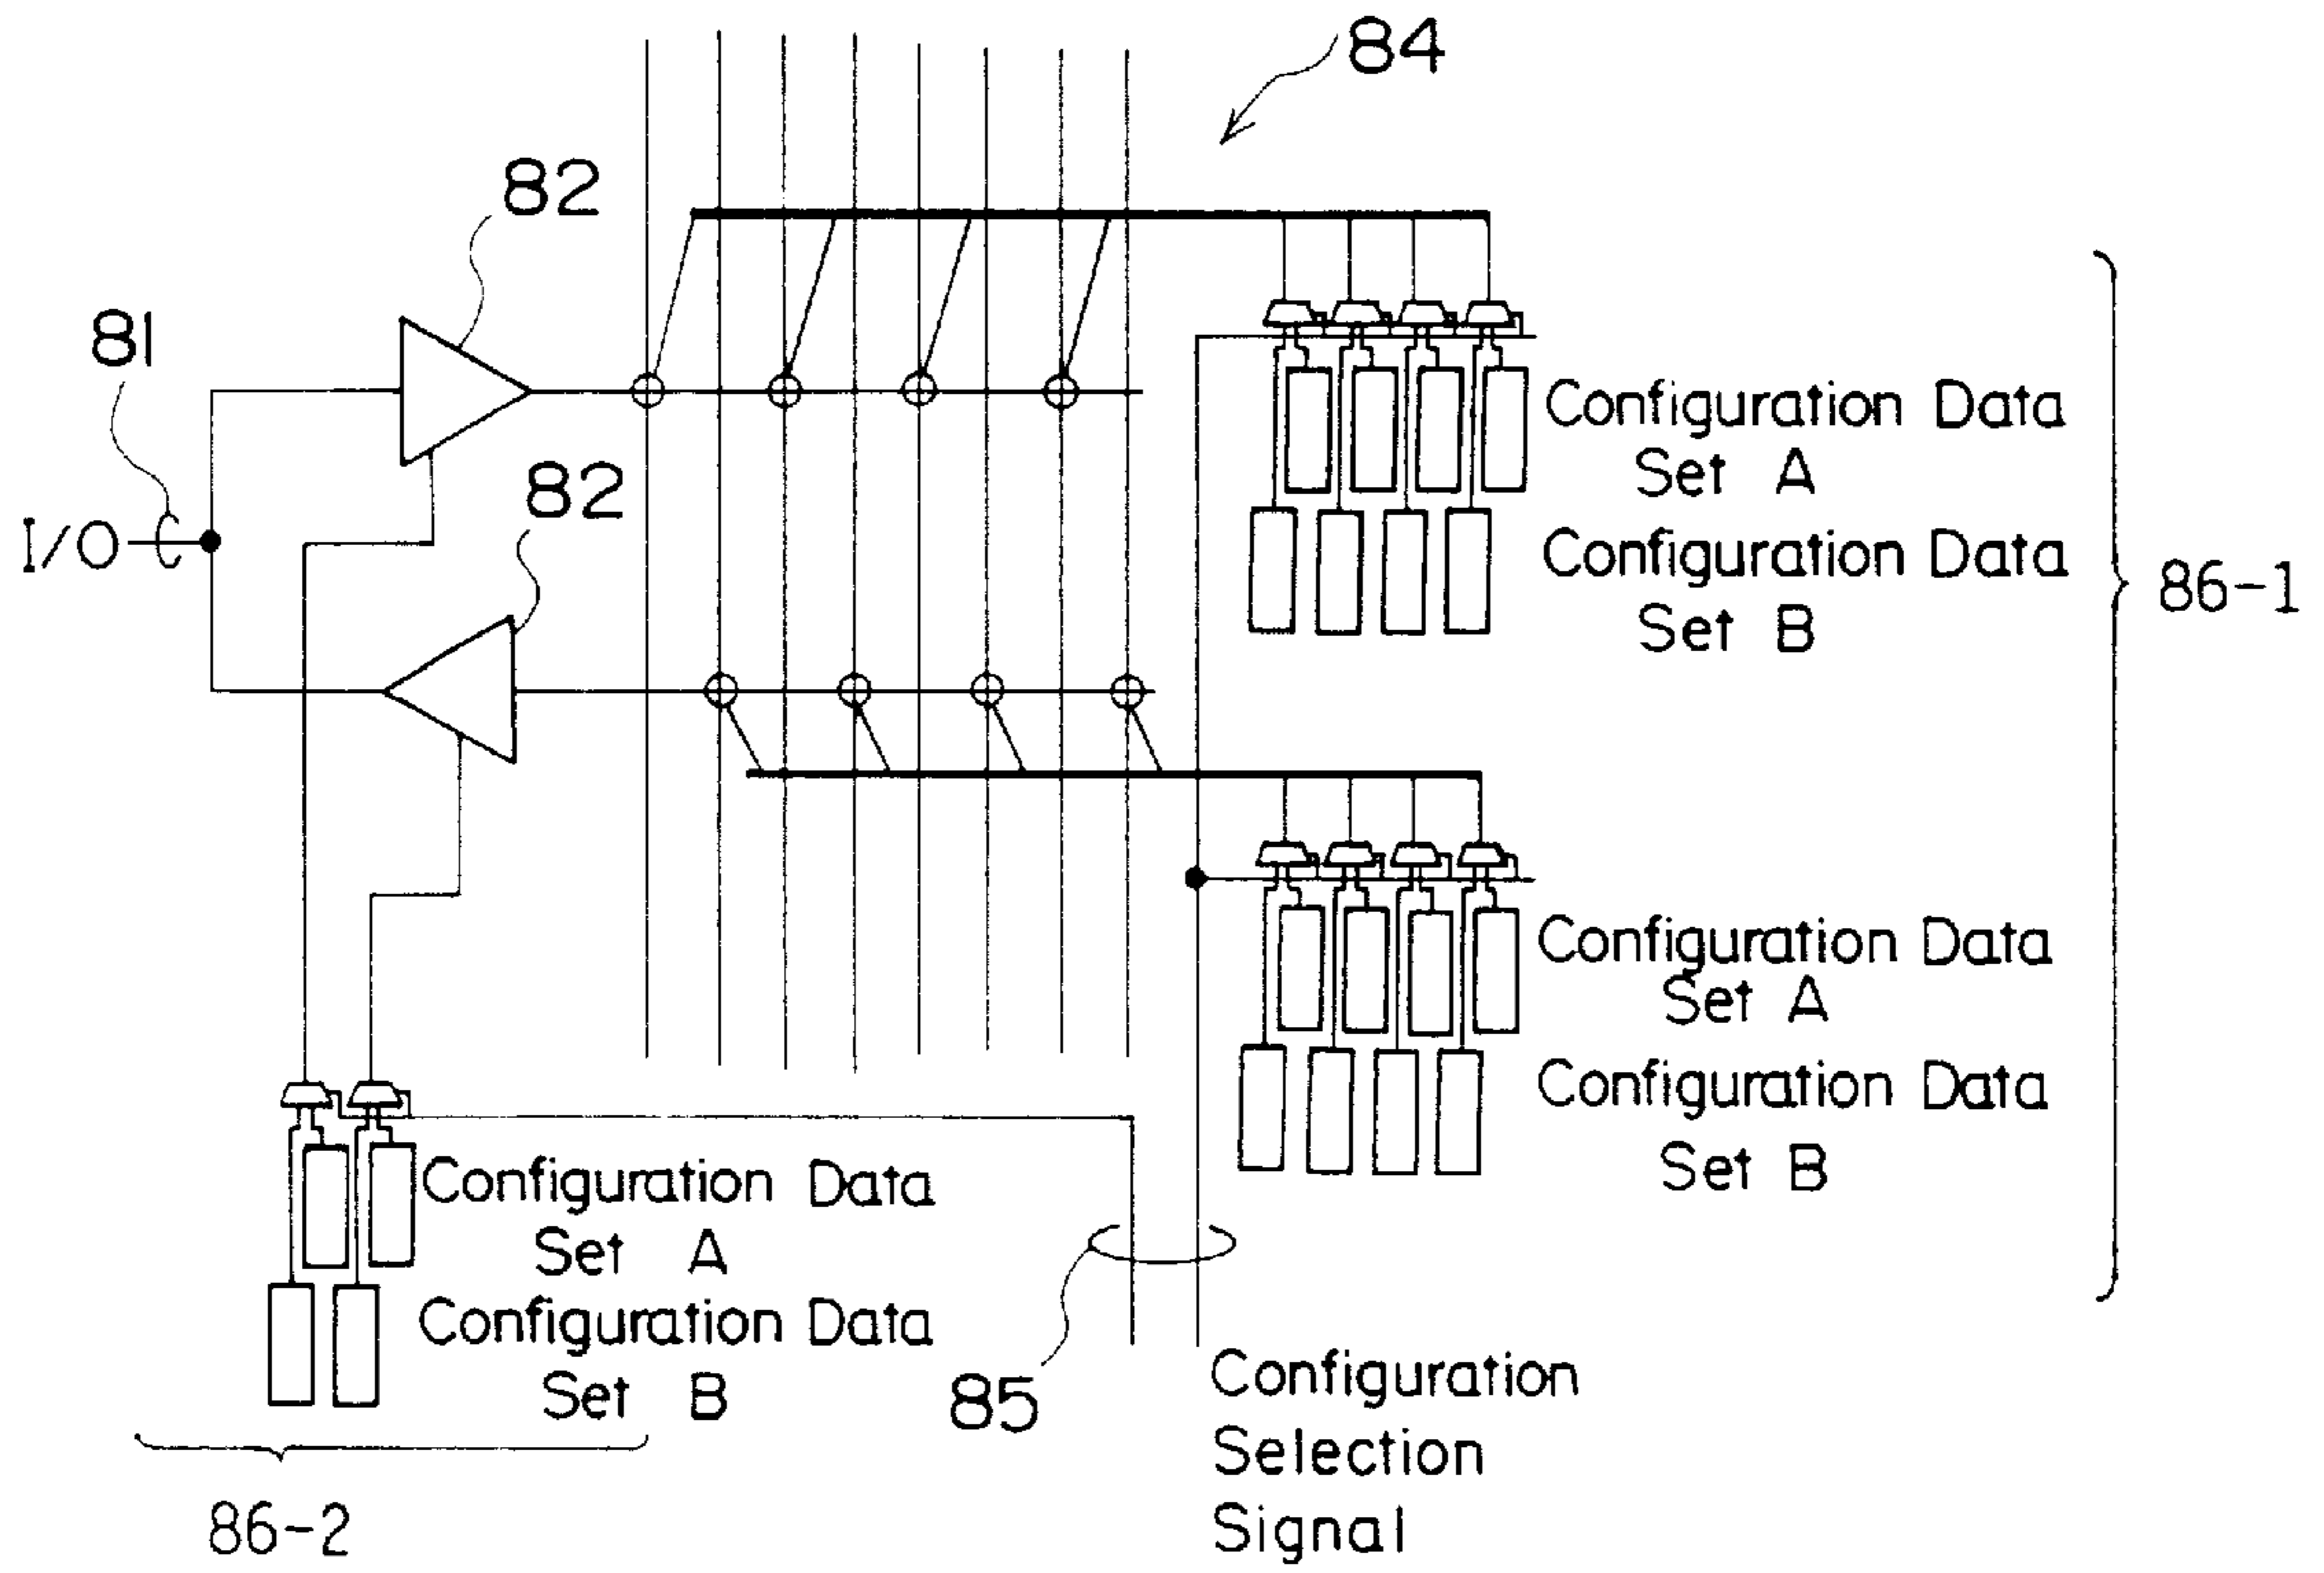 84
82
81
Configuration Data
Set A
82
I/O
Configuration Data
Set B
86-1
Configuration Data
Set A
Configuration Data
Set B
Configuration Data
Set A
Configuration Data
Set B
85
Configuration
Selection
Signal
86-2